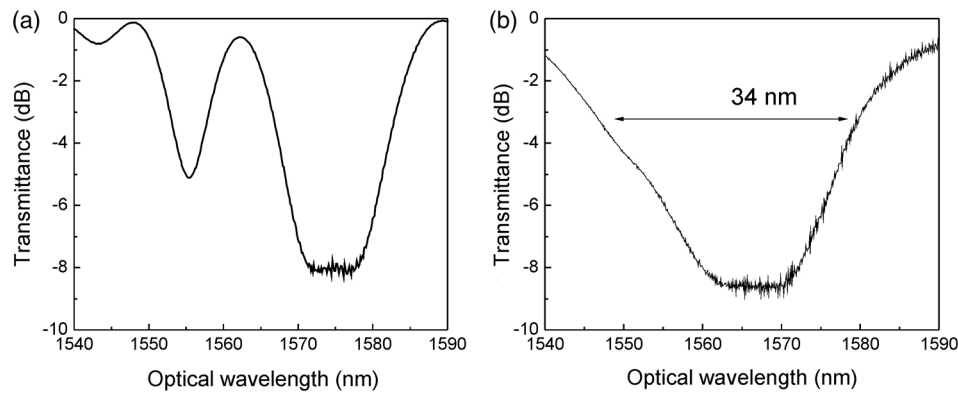 (a)
0
-2
-4
-6
-8
-10
Transmittance (dB)
1540 1550 1560 1570 1580 1590
Optical wavelength (nm)
(b)
0
-2
-4
-6
-8
-10
Transmittance (dB)
34 nm
1540 1550 1560 1570 1580 1590
Optical wavelength (nm)